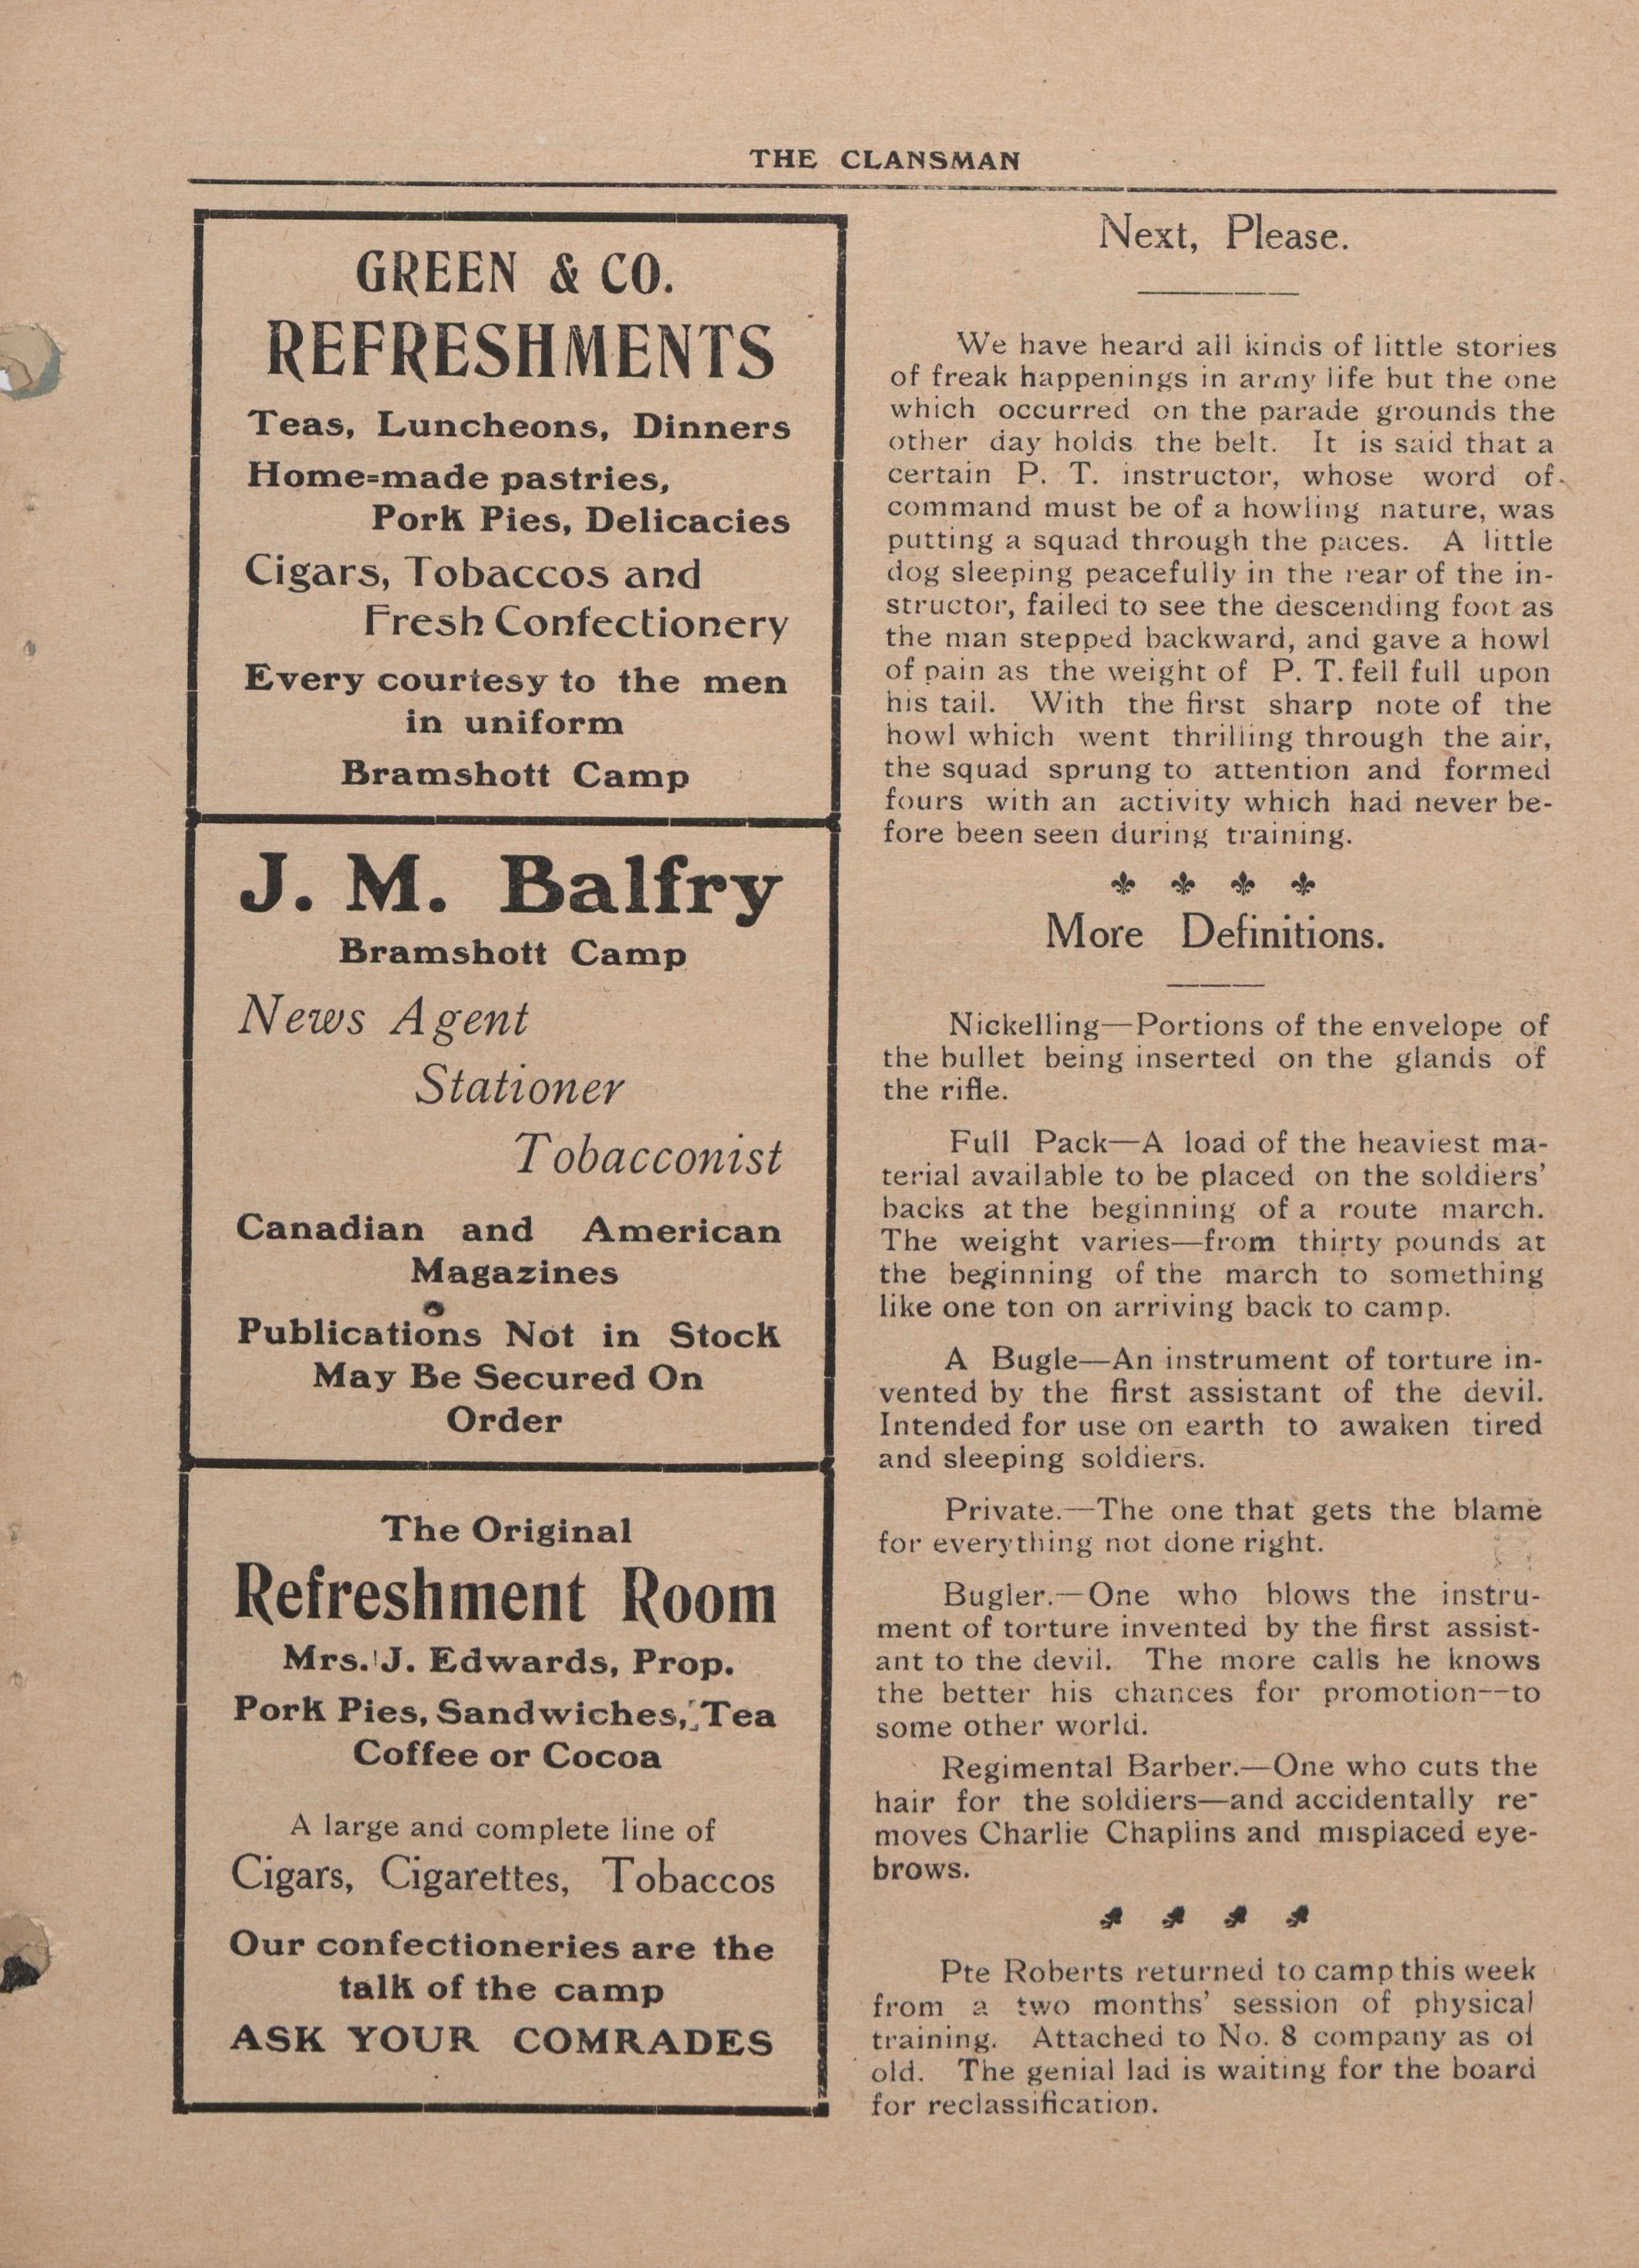 THE CLANSMAN
GREEN & CO.
REFRESHMENTS
Teas, Luncheons, Dinners
Home=made pastries,
Pork Pies, Delicacies
Cigars, Tobaccos and
Fresh Confectionery
Every courtesy to the men
in uniform
Bramshott Camp
J. M. Balfry
Bramshott Camp
News Agent
Stationer
Tobacconist
Canadian and American
Magazines
Publications Not in Stock
May Be Secured On
Order
The Original
Refreshment Room
Mrs. J. Edwards, Prop.
Pork Pies, Sandwiches, Tea
Coffee or Cocoa
A large and complete line of
Cigars, Cigarettes, Tobaccos
Our confectioneries are the
talk of the camp
ASK YOUR COMRADES
Next, Please.
We have heard all kinds of little stories
of freak happenings in army life but the one
which occurred on the parade grounds the
other day holds the belt. It is said that a
certain P. T. instructor, whose word of
command must be of a howling nature, was
putting a squad through the paces. A little
dog sleeping peacefully in the rear of the in-
structor, failed to see the descending foot as
the man stepped backward, and gave a howl
of pain as the weight of P. T. fell full upon
his tail. With the first sharp note of the
howl which went thrilling through the air,
the squad sprung to attention and formed
fours with an activity which had never be-
fore been seen during training.
More Definitions.
Nickelling—Portions of the envelope of
the bullet being inserted on the glands of
the rifle.
Full Pack—A load of the heaviest ma-
terial available to be placed on the soldiers'
backs at the beginning of a route march.
The weight varies—from thirty pounds at
the beginning of the march to something
like one ton on arriving back to camp.
A Bugle—An instrument of torture in-
vented by the first assistant of the devil.
Intended for use on earth to awaken tired
and sleeping soldiers.
Private.—The one that gets the blame
for everything not done right.
Bugler.—One who blows the instru-
ment of torture invented by the first assist-
ant to the devil. The more calls he knows
the better his chances for promotion--to
some other world.
Regimental Barber.—One who cuts the
hair for the soldiers—and accidentally re-
moves Charlie Chaplins and misplaced eye-
brows.
Pte Roberts returned to camp this week
from a two months' session of physical
training. Attached to No. 8 company as of
old. The genial lad is waiting for the board
for reclassification.